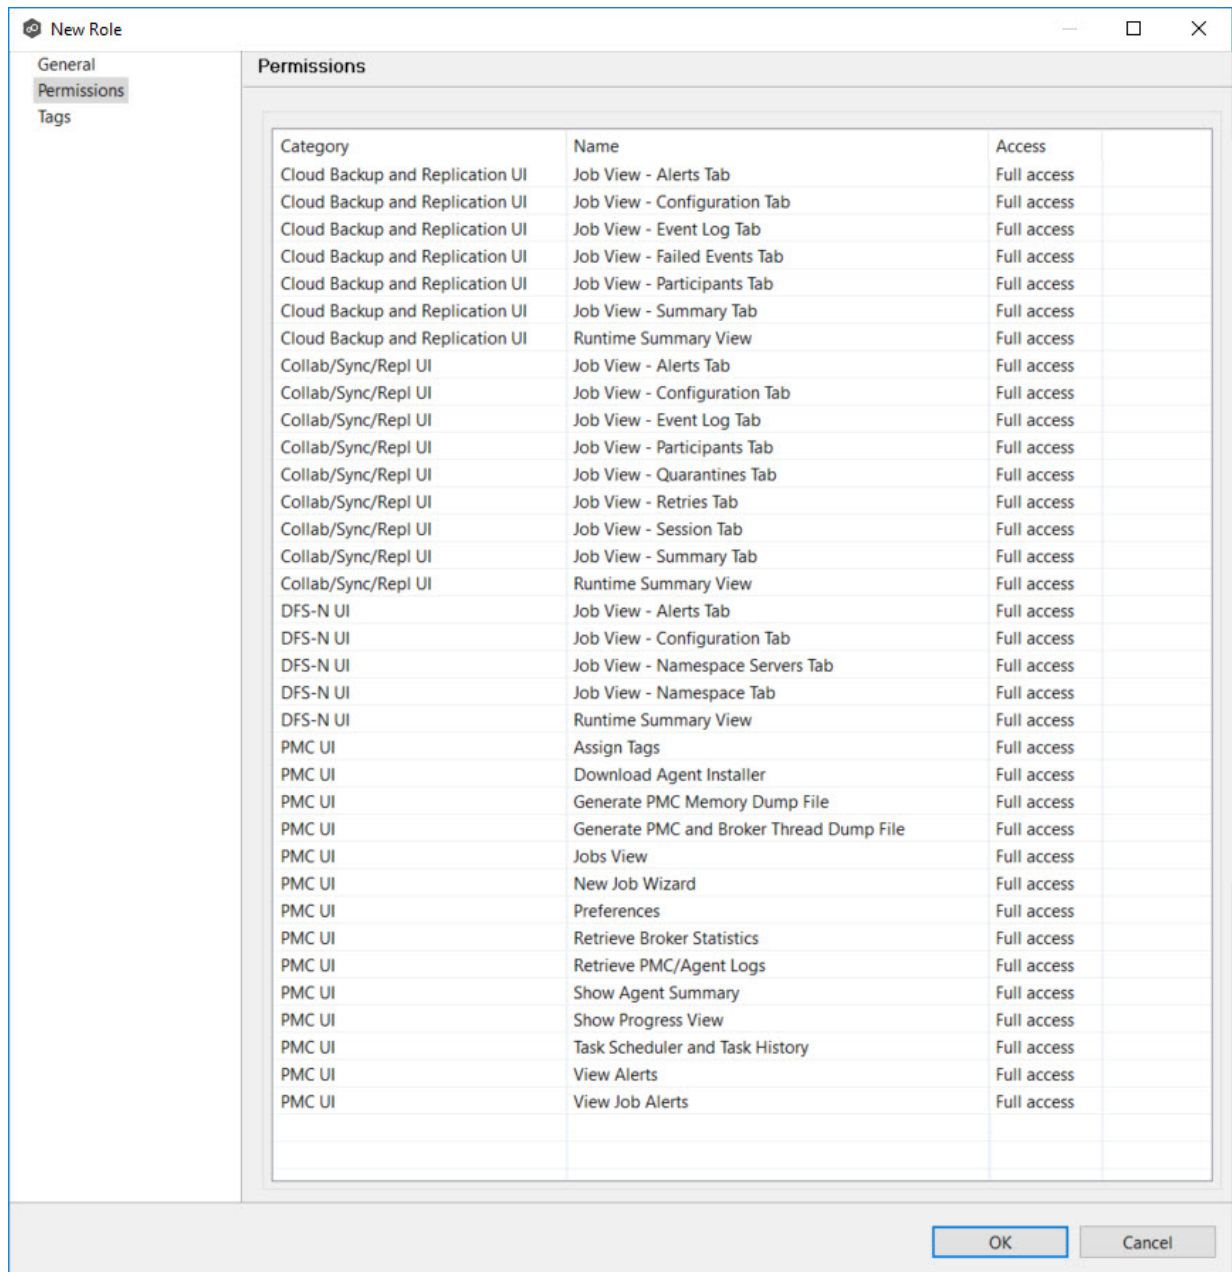 New Role
General
Permissions
Tags
Permissions
Category Name Access
Cloud Backup and Replication UI Job View - Alerts Tab Full access
Cloud Backup and Replication UI Job View - Configuration Tab Full access
Cloud Backup and Replication UI Job View - Event Log Tab Full access
Cloud Backup and Replication UI Job View - Failed Events Tab Full access
Cloud Backup and Replication UI Job View - Participants Tab Full access
Cloud Backup and Replication UI Job View - Summary Tab Full access
Cloud Backup and Replication UI Runtime Summary View Full access
Collab/Sync/Repl UI Job View - Alerts Tab Full access
Collab/Sync/Repl UI Job View - Configuration Tab Full access
Collab/Sync/Repl UI Job View - Event Log Tab Full access
Collab/Sync/Repl UI Job View - Participants Tab Full access
Collab/Sync/Repl UI Job View - Quarantines Tab Full access
Collab/Sync/Repl UI Job View - Retries Tab Full access
Collab/Sync/Repl UI Job View - Session Tab Full access
Collab/Sync/Repl UI Job View - Summary Tab Full access
Collab/Sync/Repl UI Runtime Summary View Full access
DFS-N UI Job View - Alerts Tab Full access
DFS-N UI Job View - Configuration Tab Full access
DFS-N UI Job View - Namespace Servers Tab Full access
DFS-N UI Job View - Namespace Tab Full access
DFS-N UI Runtime Summary View Full access
PMC UI Assign Tags Full access
PMC UI Download Agent Installer Full access
PMC UI Generate PMC Memory Dump File Full access
PMC UI Generate PMC and Broker Thread Dump File Full access
PMC UI Jobs View Full access
PMC UI New Job Wizard Full access
PMC UI Preferences Full access
PMC UI Retrieve Broker Statistics Full access
PMC UI Retrieve PMC/Agent Logs Full access
PMC UI Show Agent Summary Full access
PMC UI Show Progress View Full access
PMC UI Task Scheduler and Task History Full access
PMC UI View Alerts Full access
PMC UI View Job Alerts Full access
OK Cancel